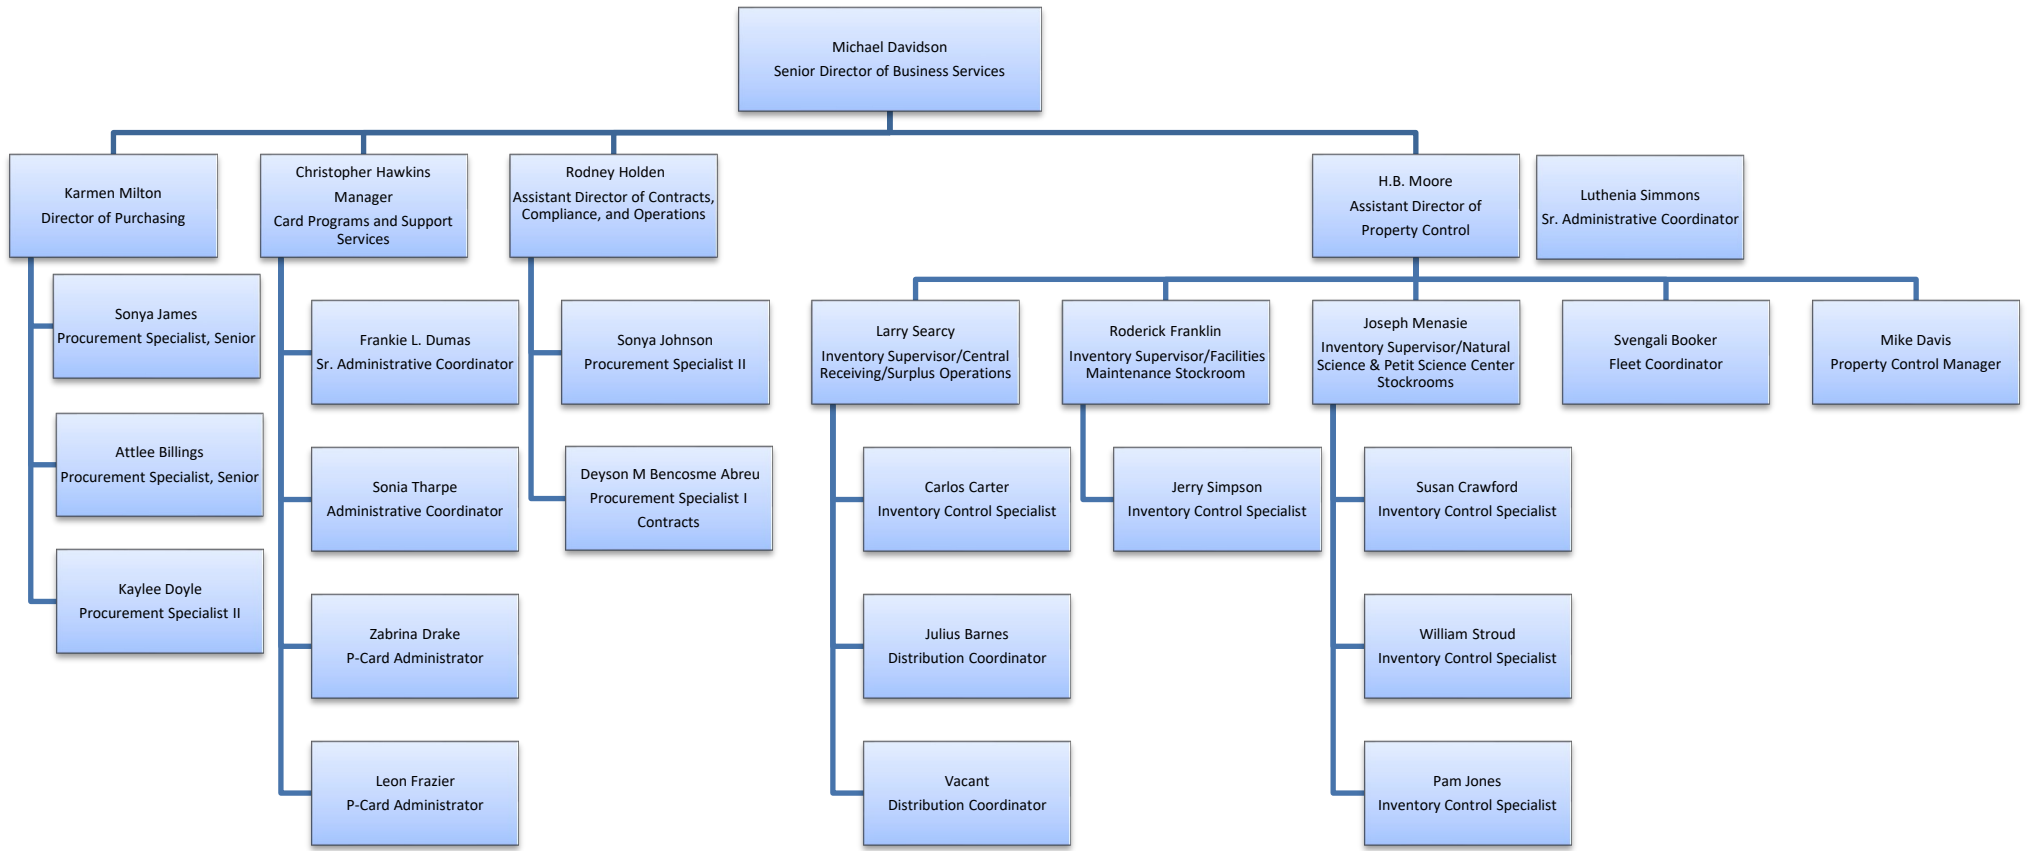 Michael Davidson
Senior Director of Business Services
Karmen Milton
Director of Purchasing
Christopher Hawkins
Manager
Card Programs and Support
Services
Rodney Holden
Assistant Director of Contracts,
Compliance, and Operations
H.B. Moore
Assistant Director of
Property Control
Luthenia Simmons
Sr. Administrative Coordinator
Sonya James
Procurement Specialist, Senior
Attlee Billings
Procurement Specialist, Senior
Kaylee Doyle
Procurement Specialist II
Frankie L. Dumas
Sr. Administrative Coordinator
Sonia Tharpe
Administrative Coordinator
Zabrina Drake
P-Card Administrator
Leon Frazier
P-Card Administrator
Sonya Johnson
Procurement Specialist II
Deyson M Bencosme Abreu
Procurement Specialist I
Contracts
Larry Searcy
Inventory Supervisor/Central
Receiving/Surplus Operations
Roderick Franklin
Inventory Supervisor/Facilities
Maintenance Stockroom
Joseph Menasie
Inventory Supervisor/Natural
Science & Petit Science Center
Stockrooms
Svengali Booker
Fleet Coordinator
Mike Davis
Property Control Manager
Carlos Carter
Inventory Control Specialist
Julius Barnes
Distribution Coordinator
Vacant
Distribution Coordinator
Jerry Simpson
Inventory Control Specialist
Susan Crawford
Inventory Control Specialist
William Stroud
Inventory Control Specialist
Pam Jones
Inventory Control Specialist